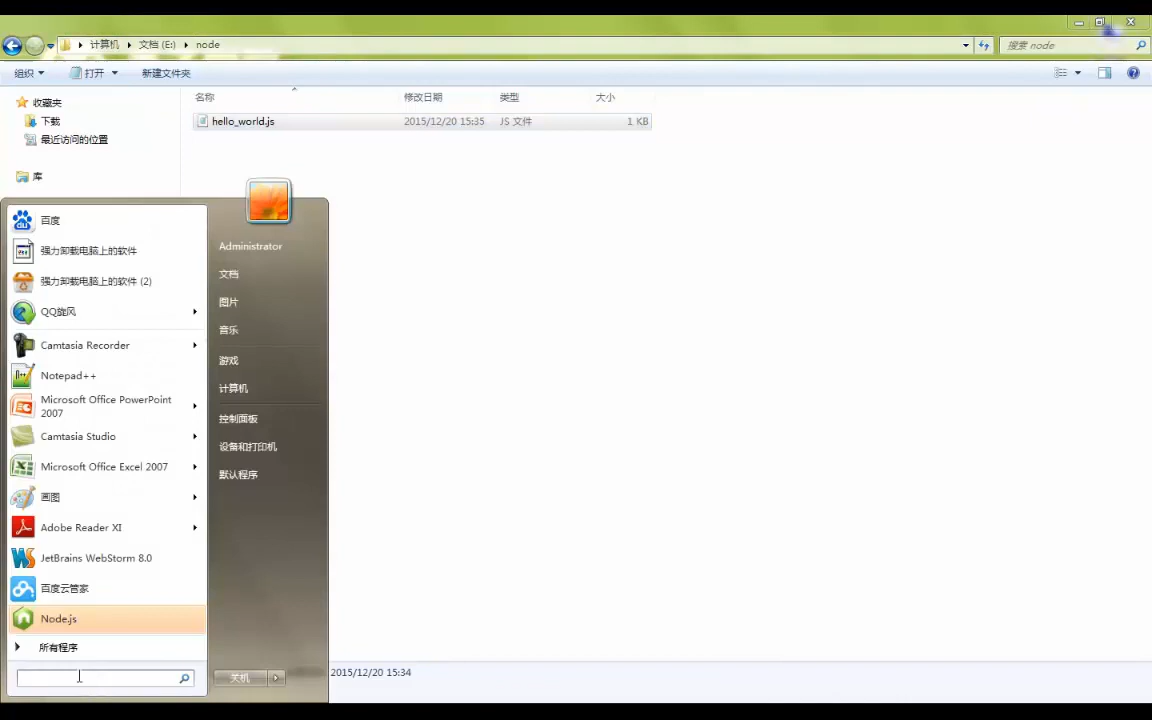 计算机 文档 (E:) node
搜索 node
组织 打开 新建文件夹
名称 修改日期 类型 大小
收藏夹
下载
最近访问的位置
库
hello_world.js 2015/12/20 15:35 JS 文件 1 KB
百度
强力卸载电脑上的软件
强力卸载电脑上的软件 (2)
QQ旋风
Camtasia Recorder
Notepad++
Microsoft Office PowerPoint
2007
Camtasia Studio
Microsoft Office Excel 2007
画图
Adobe Reader XI
JetBrains WebStorm 8.0
百度云管家
Node.js
所有程序
Administrator
文档
图片
音乐
游戏
计算机
控制面板
设备和打印机
默认程序
关机
2015/12/20 15:34